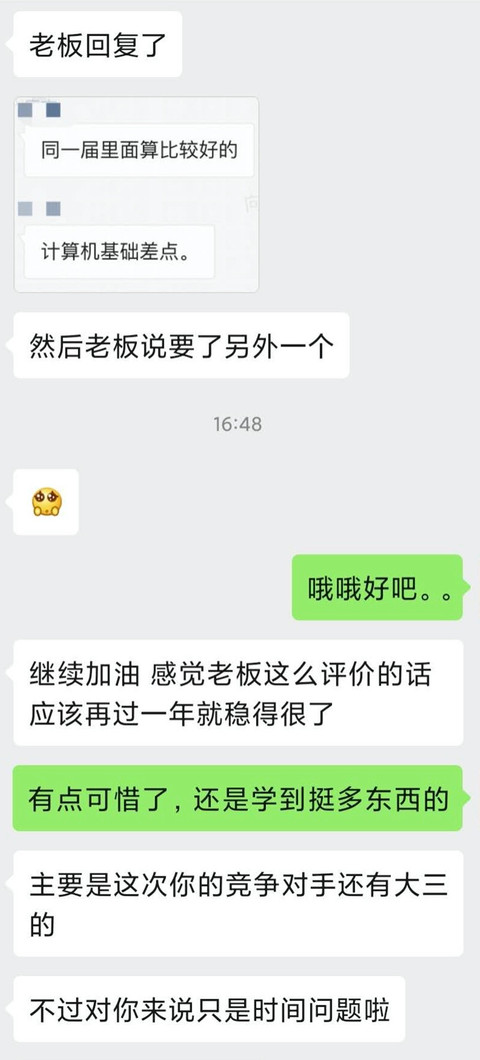 老板回复了
同一届里面算比较好的
计算机基础差点。
然后老板说要了另外一个
16:48
哦哦好吧。。
继续加油 感觉老板这么评价的话
应该再过一年就稳得很了
有点可惜了，还是学到挺多东西的
主要是这次你的竞争对手还有大三
的
不过对你来说只是时间问题啦